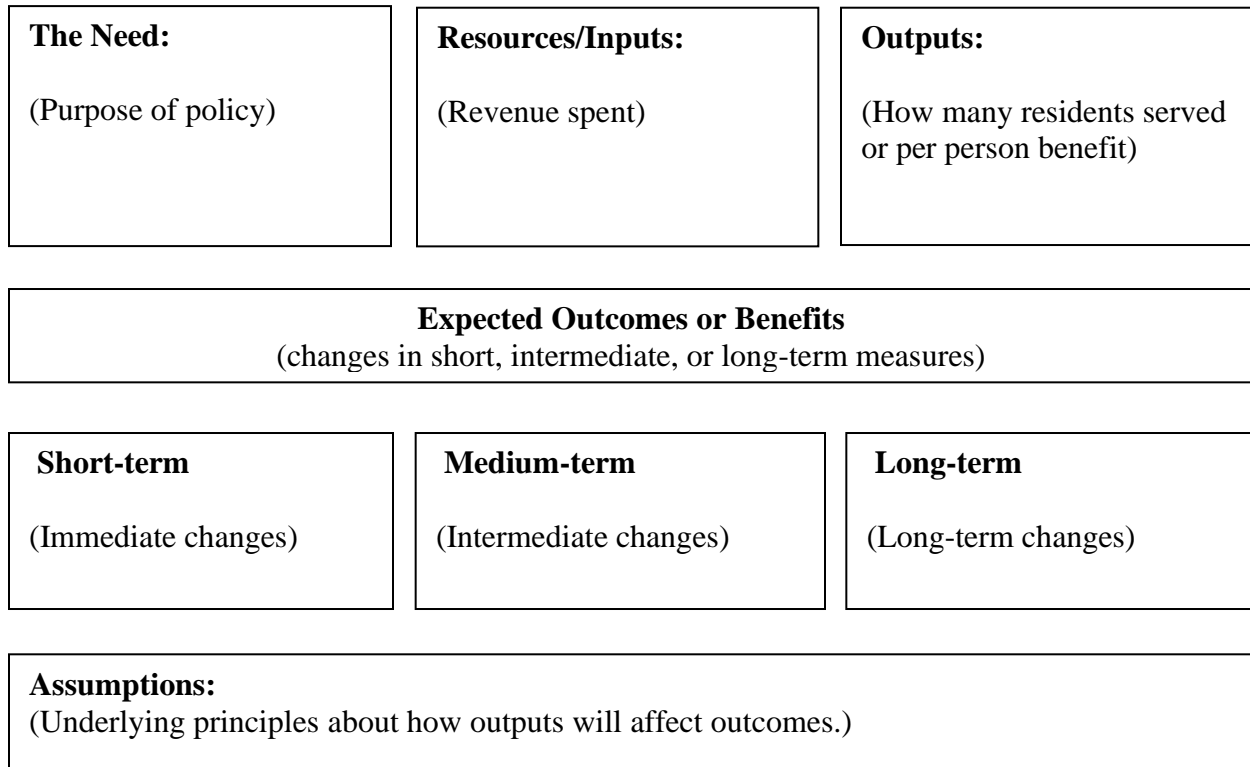 The Need:
(Purpose of policy)
Resources/Inputs:
(Revenue spent)
Outputs:
(How many residents served
or per person benefit)
Expected Outcomes or Benefits
(changes in short, intermediate, or long-term measures)
Short-term
(Immediate changes)
Medium-term
(Intermediate changes)
Long-term
(Long-term changes)
Assumptions:
(Underlying principles about how outputs will affect outcomes.)